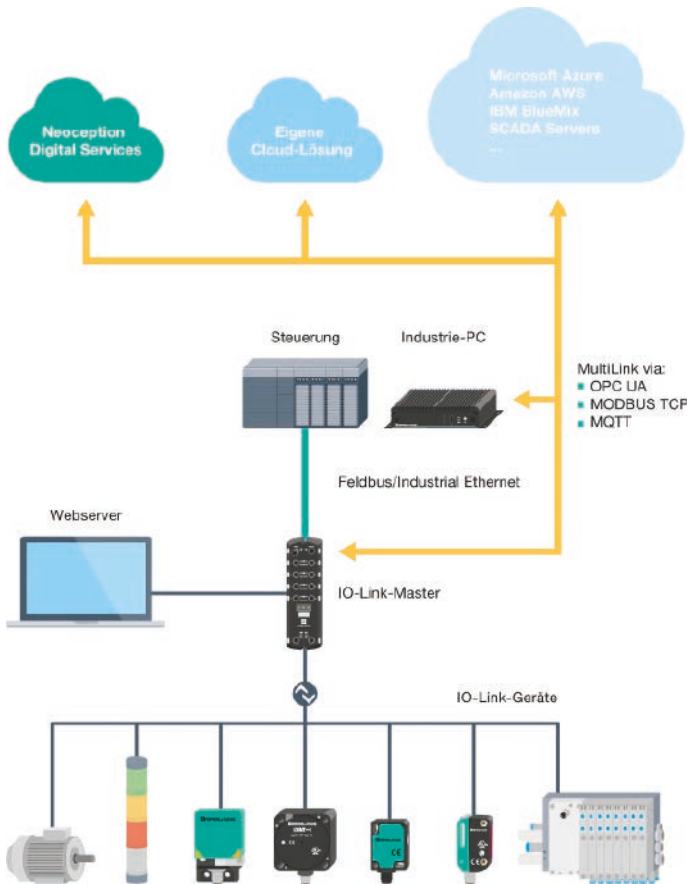 Microsoft Azure
Amazon AWS
IBM BlueMix
SCADA Servers
...
Neoception
Digital Services
Eigene
Cloud-Lösung
Steuerung
Industrie-PC
MultiLink via:
OPC UA
MODBUS TCP
MQTT
Feldbus/Industrial Ethernet
Webserver
IO-Link-Master
IO-Link-Geräte